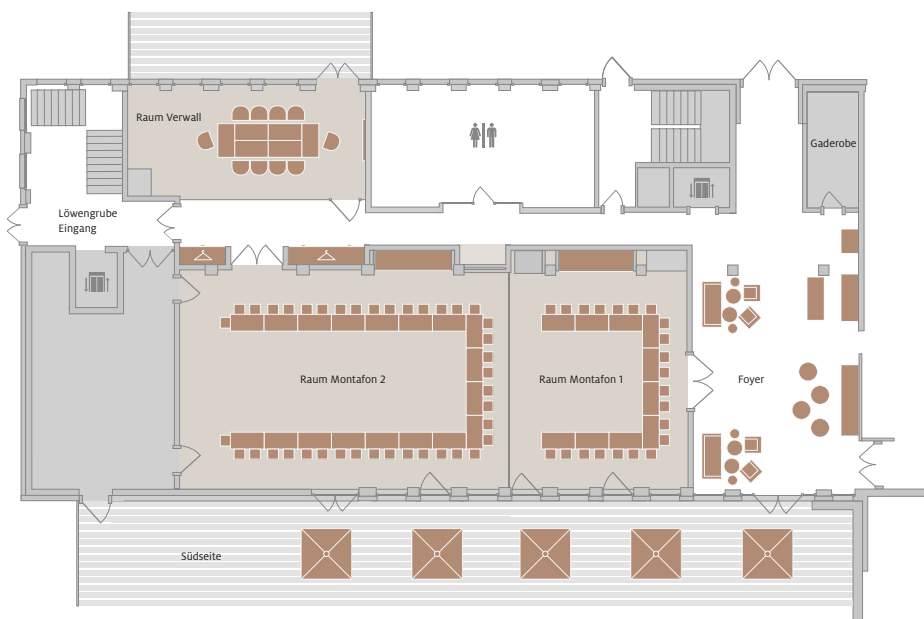 Raum Verwall
Gaderobe
Löwengrube
Eingang
Raum Montafon 2
Raum Montafon 1
Foyer
Südseite